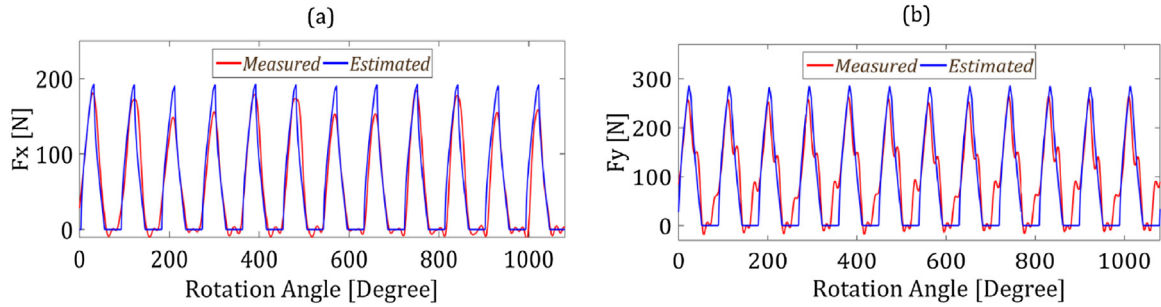 (a)
Measured Estimated
Fx [N]
200
100
0
0 200 400 600 800 1000
Rotation Angle [Degree]
(b)
Measured Estimated
Fy [N]
300
200
100
0
0 200 400 600 800 1000
Rotation Angle [Degree]